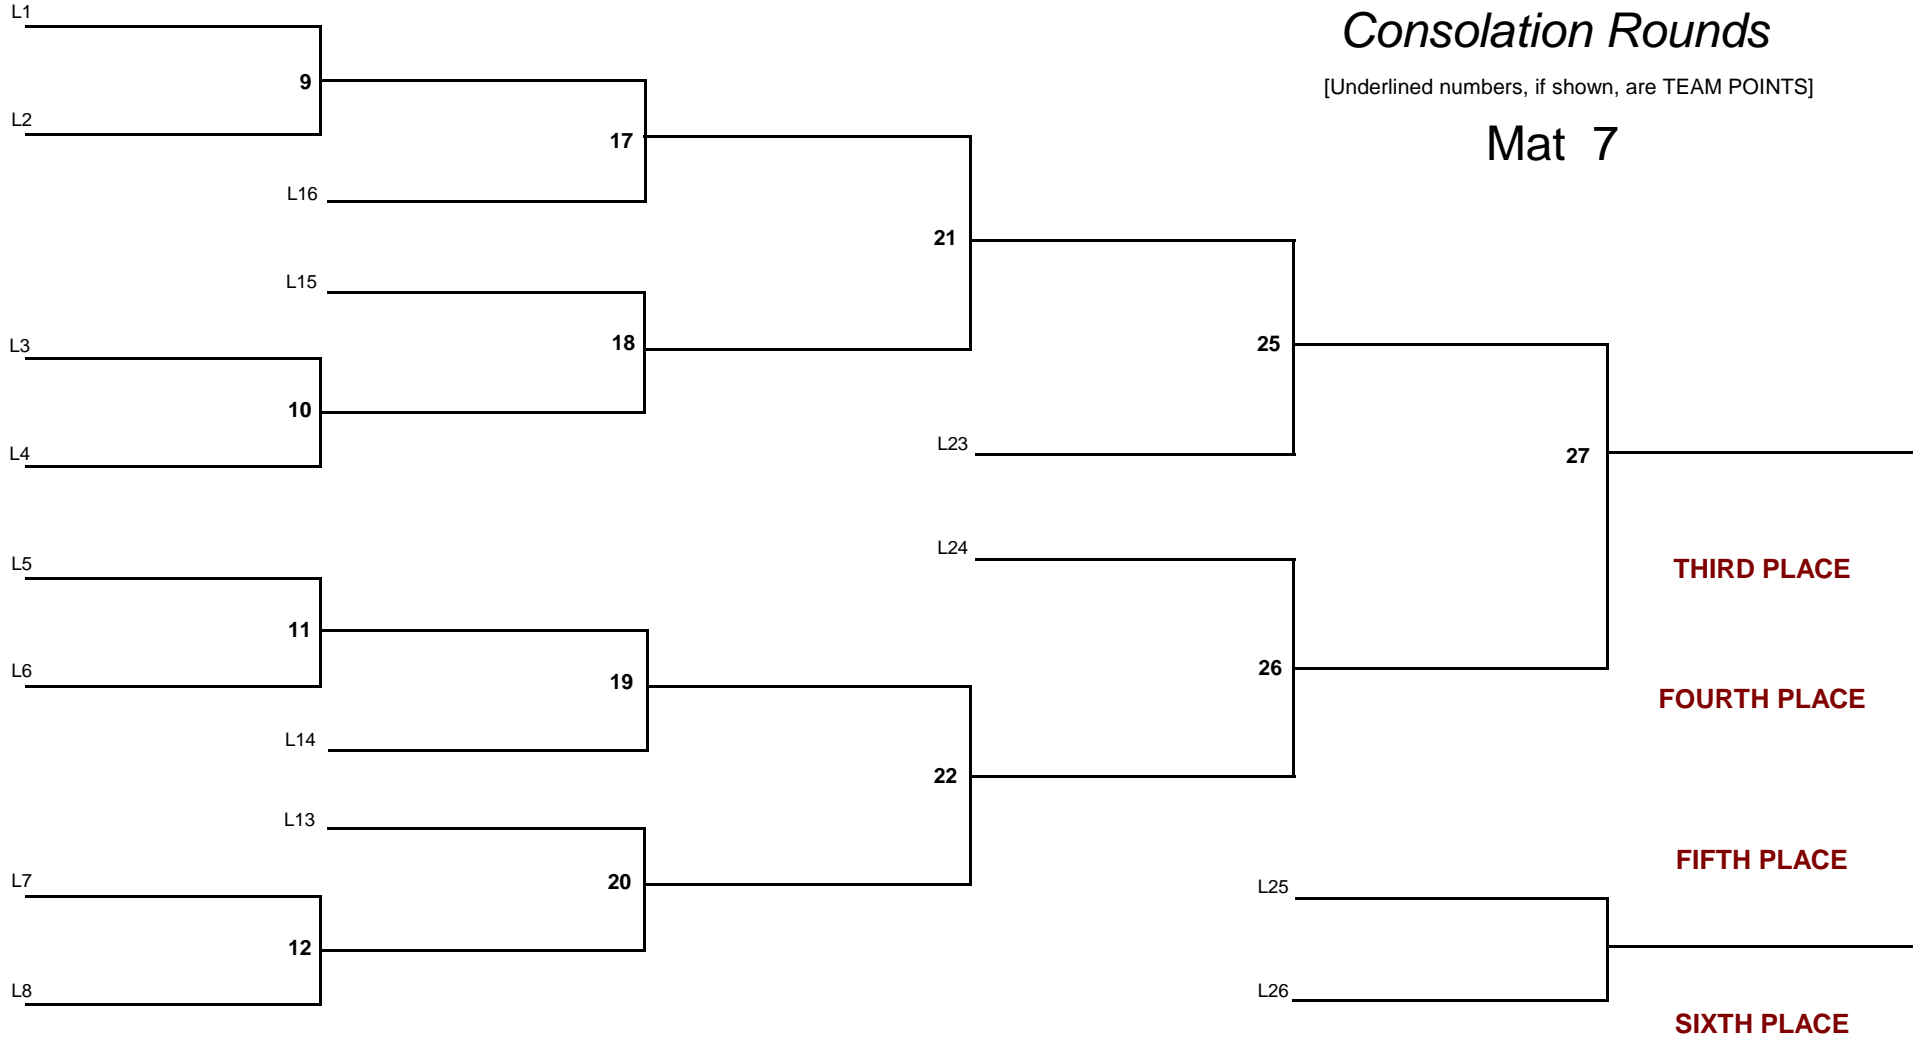 L1
Consolation Rounds
9
[Underlined numbers, if shown, are TEAM POINTS]
L2
17
Mat 7
L16
21
L15
L3
18
25
10
L23
L4
27
L24
L5
THIRD PLACE
11
L6
19
26
FOURTH PLACE
L14
22
L13
FIFTH PLACE
L7
20
L25
12
L8
L26
SIXTH PLACE